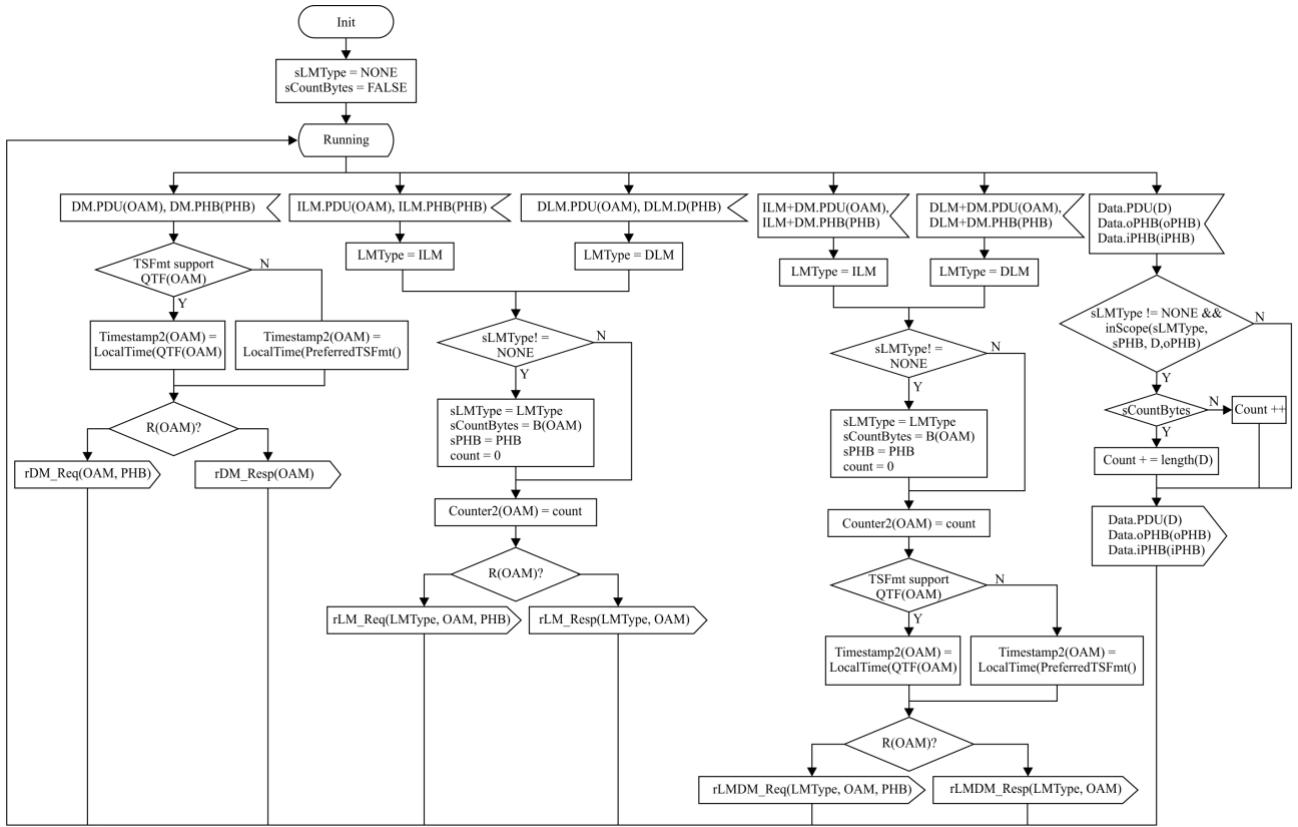 Init
sLMType = NONE
sCountBytes = FALSE
Running
DM.PDU(OAM), DM.PHB(PHB)
TSFmt support
QTF(OAM)
N
Y
Timestamp2(OAM) =
LocalTime(QTF(OAM)
Timestamp2(OAM) =
LocalTime(PreferredTSFmt()
R(OAM)?
rDM_Req(OAM, PHB)
rDM_Resp(OAM)
ILM.PDU(OAM), ILM.PHB(PHB)
LMType = ILM
DLM.PDU(OAM), DLM.D(PHB)
LMType = DLM
sLMType! =
NONE
N
Y
sLMType = LMType
sCountBytes = B(OAM)
sPHB = PHB
count = 0
Counter2(OAM) = count
R(OAM)?
rLM_Req(LMType, OAM, PHB)
rLM_Resp(LMType, OAM)
ILM+DM.PDU(OAM),
ILM+DM.PHB(PHB)
LMType = ILM
DLM+DM.PDU(OAM),
DLM+DM.PHB(PHB)
LMType = DLM
sLMType! =
NONE
N
Y
sLMType = LMType
sCountBytes = B(OAM)
sPHB = PHB
count = 0
Counter2(OAM) = count
TSFmt support
QTF(OAM)
N
Y
Timestamp2(OAM) =
LocalTime(QTF(OAM)
Timestamp2(OAM) =
LocalTime(PreferredTSFmt()
R(OAM)?
rLMDM_Req(LMType, OAM, PHB)
rLMDM_Resp(LMType, OAM)
Data.PDU(D)
Data.oPHB(oPHB)
Data.iPHB(iPHB)
sLMType != NONE &&
inScope(sLMType,
sPHB, D,oPHB)
N
Y
sCountBytes
N
Count ++
Y
Count + = length(D)
Data.PDU(D)
Data.oPHB(oPHB)
Data.iPHB(iPHB)